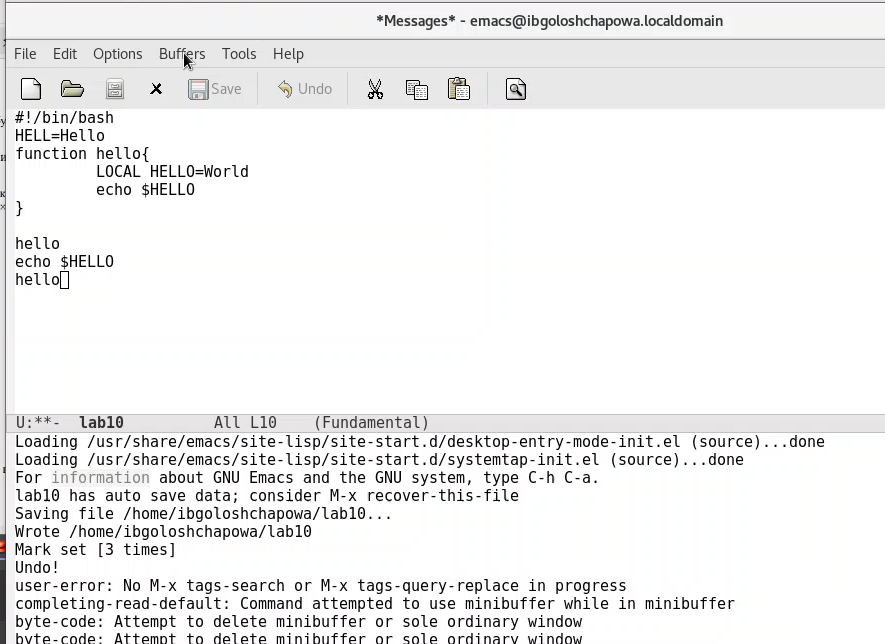 *Messages* - emacs@ibgoloshchapowa.localdomain
File Edit Options Buffers Tools Help
Save Undo
#!/bin/bash
HELL=Hello
function hello{
LOCAL HELLO=World
echo $HELLO
}
hello
echo $HELLO
hello
U:**- lab10 All L10 (Fundamental)
Loading /usr/share/emacs/site-lisp/site-start.d/desktop-entry-mode-init.el (source)...done
Loading /usr/share/emacs/site-lisp/site-start.d/systemtap-init.el (source)...done
For information about GNU Emacs and the GNU system, type C-h C-a.
lab10 has auto save data; consider M-x recover-this-file
Saving file /home/ibgoloshchapowa/lab10...
Wrote /home/ibgoloshchapowa/lab10
Mark set [3 times]
Undo!
user-error: No M-x tags-search or M-x tags-query-replace in progress
completing-read-default: Command attempted to use minibuffer while in minibuffer
byte-code: Attempt to delete minibuffer or sole ordinary window
byte-code: Attempt to delete minibuffer or sole ordinary window